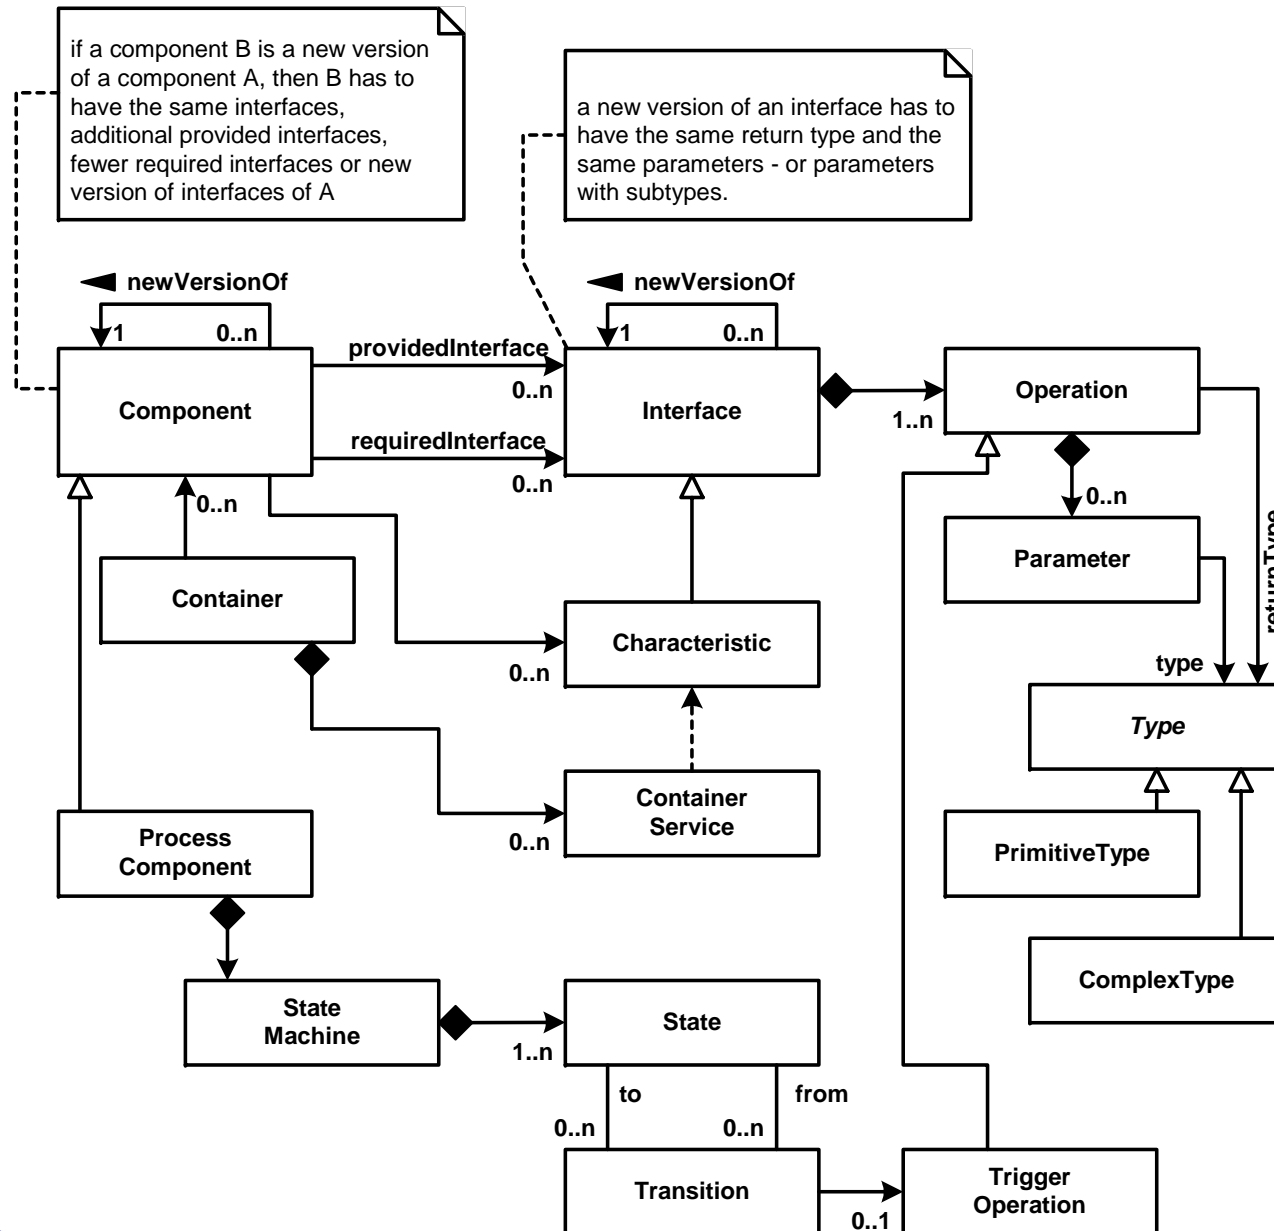 if a component B is a new version
of a component A, then B has to
have the same interfaces,
additional provided interfaces,
fewer required interfaces or new
version of interfaces of A
a new version of an interface has to
have the same return type and the
same parameters - or parameters
with subtypes.
newVersionOf
1
0..n
newVersionOf
1
0..n
Component
providedInterface
0..n
requiredInterface
0..n
Interface
1..n
Operation
0..n
Container
0..n
Parameter
returnType
type
Characteristic
0..n
Type
Container
Service
0..n
Process
Component
PrimitiveType
ComplexType
State
Machine
1..n
State
to
from
0..n
0..n
Transition
0..1
Trigger
Operation